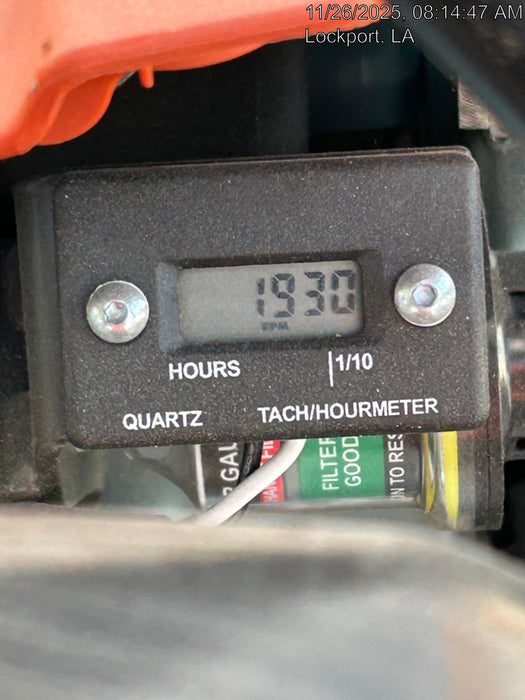 11/26/2025, 08:14:47 AM
Lockport, LA
1930
RPM
HOURS 1/10
QUARTZ TACH/HOURMETER
FILTER
GOOD